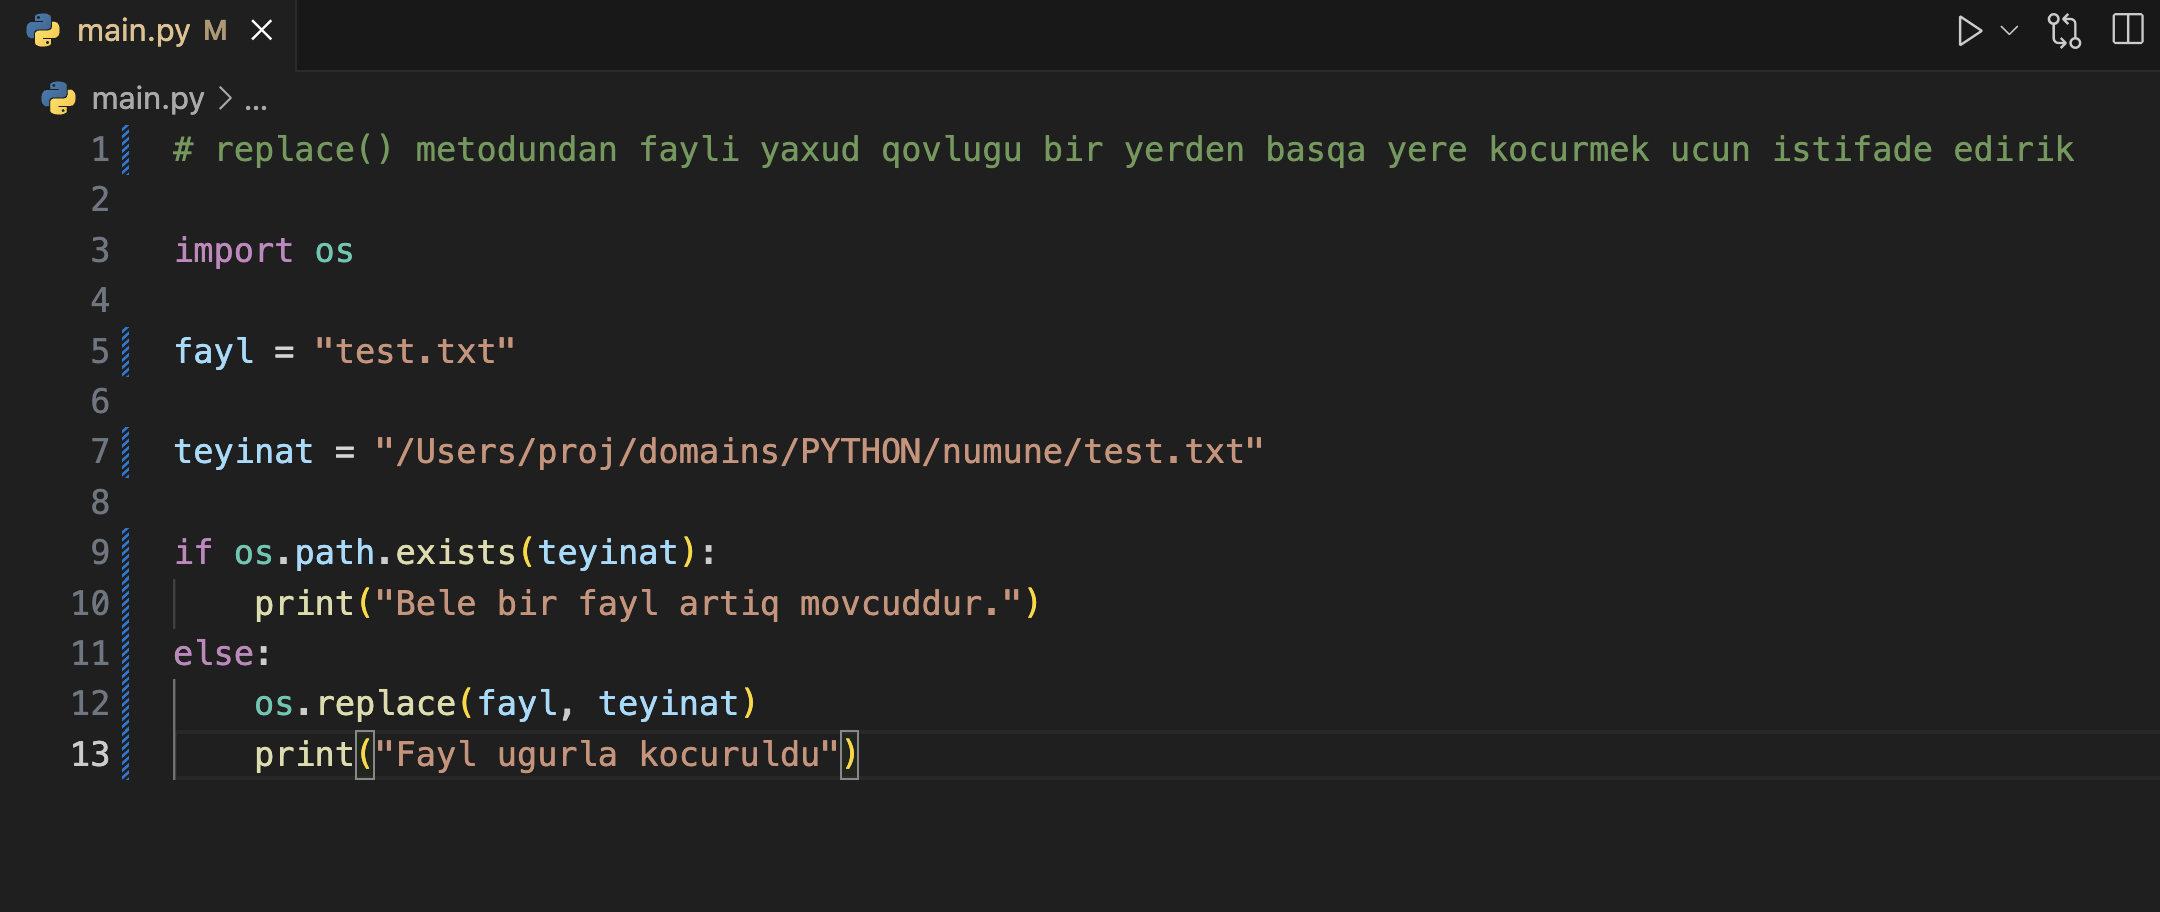 main.py M
main.py > ...
1 # replace() metodundan fayli yaxud qovlugu bir yerden basqa yere kocurmek ucun istifade edirik
2
3 import os
4
5 fayl = "test.txt"
6
7 teyinat = "/Users/proj/domains/PYTHON/numune/test.txt"
8
9 if os.path.exists(teyinat):
10     print("Bele bir fayl artiq movcuddur.")
11 else:
12     os.replace(fayl, teyinat)
13     print("Fayl ugurla kocuruldu")